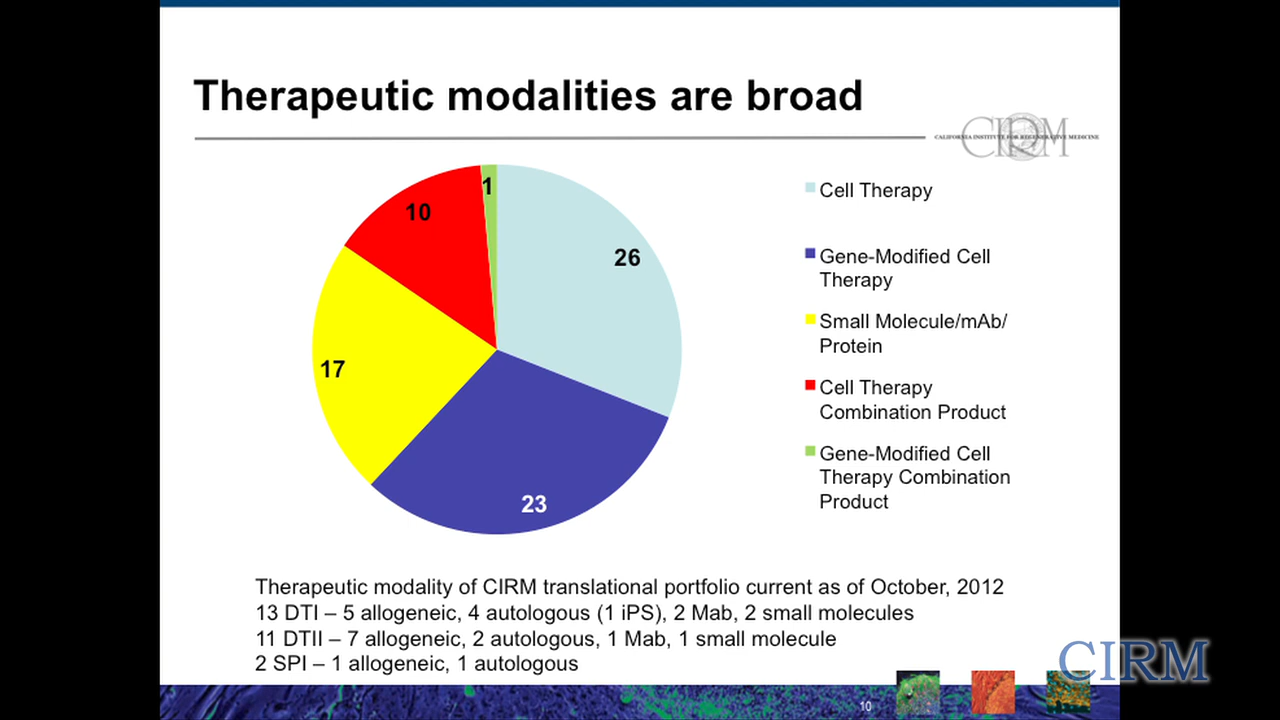 Therapeutic modalities are broad
CIRM
CALIFORNIA INSTITUTE FOR REGENERATIVE MEDICINE
1
10
26
17
23
Cell Therapy
Gene-Modified Cell
Therapy
Small Molecule/mAb/
Protein
Cell Therapy
Combination Product
Gene-Modified Cell
Therapy Combination
Product
Therapeutic modality of CIRM translational portfolio current as of October, 2012
13 DTI – 5 allogeneic, 4 autologous (1 iPS), 2 Mab, 2 small molecules
11 DTII – 7 allogeneic, 2 autologous, 1 Mab, 1 small molecule
2 SPI – 1 allogeneic, 1 autologous
CIRM
10